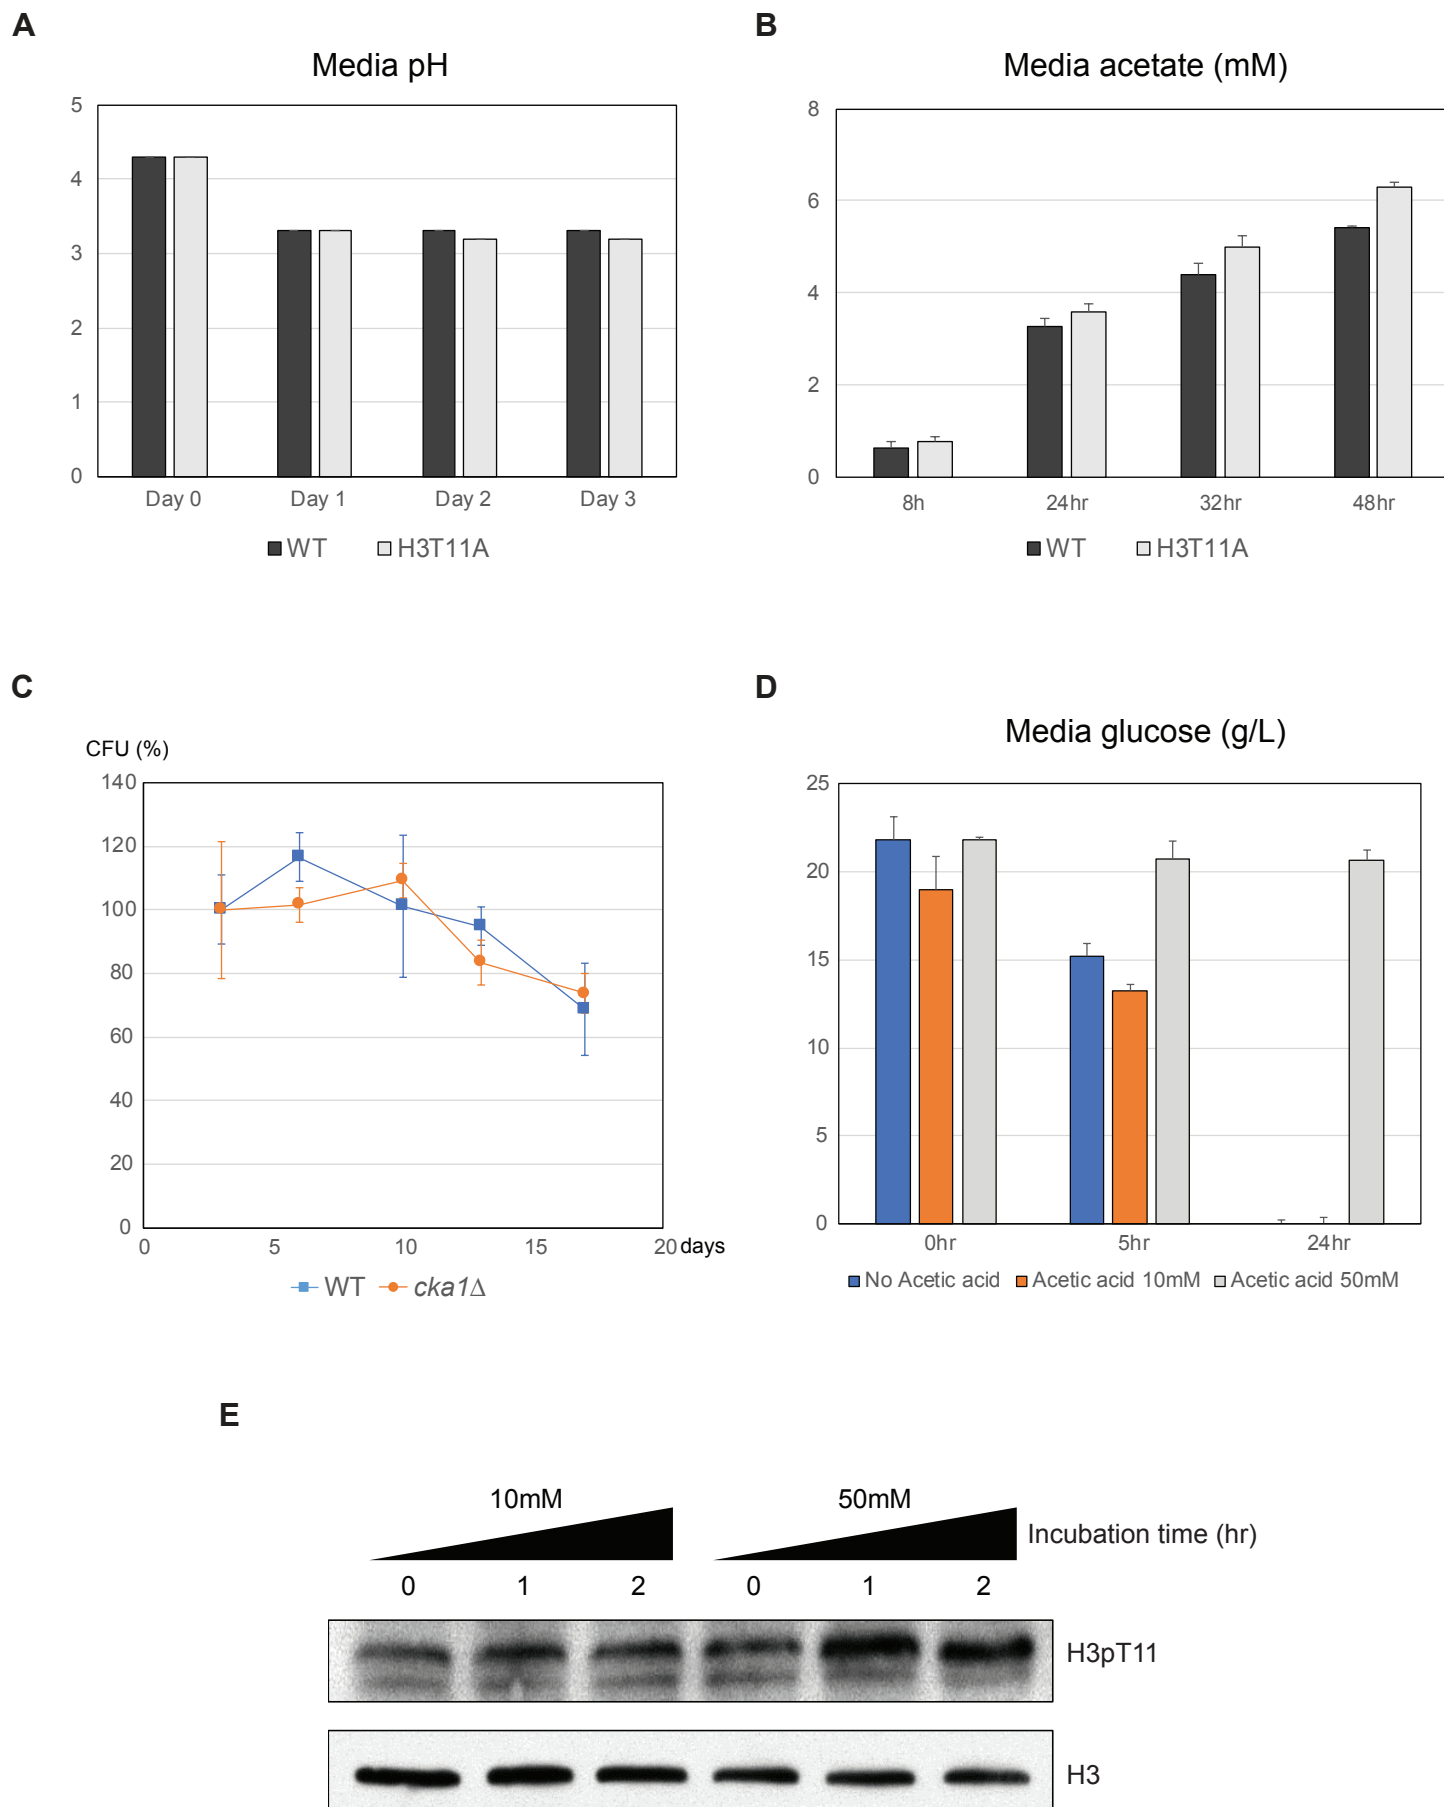 A
Media pH
5
4
3
2
1
0
Day 0 Day 1 Day 2 Day 3
WT H3T11A
B
Media acetate (mM)
8
6
4
2
0
8h 24hr 32hr 48hr
WT H3T11A
C
CFU (%)
140
120
100
80
60
40
20
0
0 5 10 15 20 days
WT cka1Δ
D
Media glucose (g/L)
25
20
15
10
5
0
0hr 5hr 24hr
No Acetic acid Acetic acid 10mM Acetic acid 50mM
E
10mM 50mM
Incubation time (hr)
0 1 2 0 1 2
H3pT11
H3